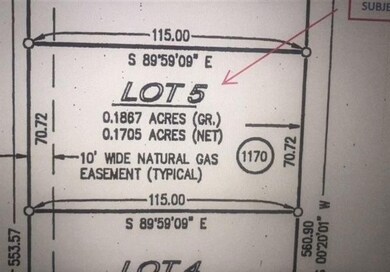 SUBJE
115.00
S 89°59'09" E
LOT 5
0.1867 ACRES (GR.)
0.1705 ACRES (NET)
70.72
10' WIDE NATURAL GAS
EASEMENT (TYPICAL)
1170
70.72
115.00
S 89°59'09" E
553.57
560.90
S 00°20'01" W
LOT 4